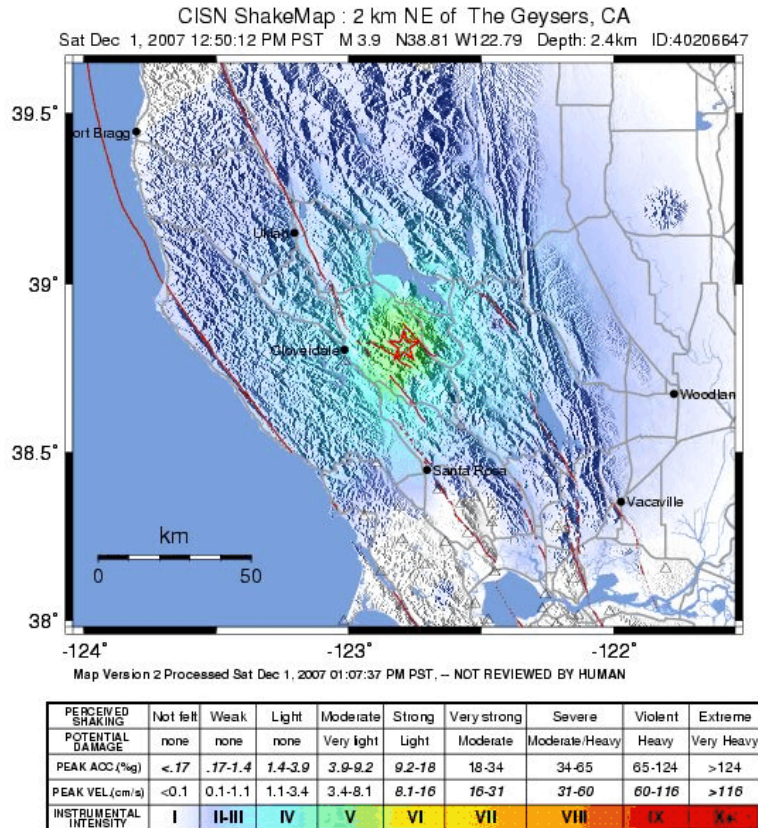 CISN ShakeMap : 2 km NE of The Geysers, CA
Sat Dec 1, 2007 12:50:12 PM PST M 3.9 N38.81 W122.79 Depth: 2.4km ID:40206647
39.5°
ort Bragg
Ukiah
39°
Cloverdale
Woodlan
38.5°
Santa Rosa
Vacaville
km
0 50
38°
-124° -123° -122°
Map Version 2 Processed Sat Dec 1, 2007 01:07:37 PM PST, -- NOT REVIEWED BY HUMAN
PERCEIVED SHAKING Not felt Weak Light Moderate Strong Very strong Severe Violent Extreme
POTENTIAL DAMAGE none none none Very light Light Moderate Moderate/Heavy Heavy Very Heavy
PEAK ACC.(%g) <.17 .17-1.4 1.4-3.9 3.9-9.2 9.2-18 18-34 34-65 65-124 >124
PEAK VEL.(cm/s) <0.1 0.1-1.1 1.1-3.4 3.4-8.1 8.1-16 16-31 31-60 60-116 >116
INSTRUMENTAL INTENSITY I II-III IV V VI VII VIII IX X+